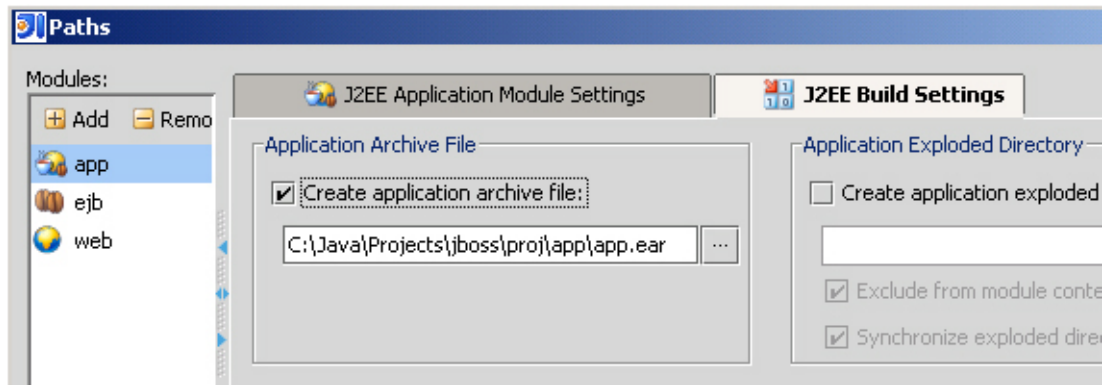 Paths
Modules:
Add Remo
app
ejb
web
J2EE Application Module Settings
J2EE Build Settings
Application Archive File
Create application archive file:
C:\Java\Projects\jboss\proj\app\app.ear
...
Application Exploded Directory
Create application exploded
Exclude from module conte
Synchronize exploded dire